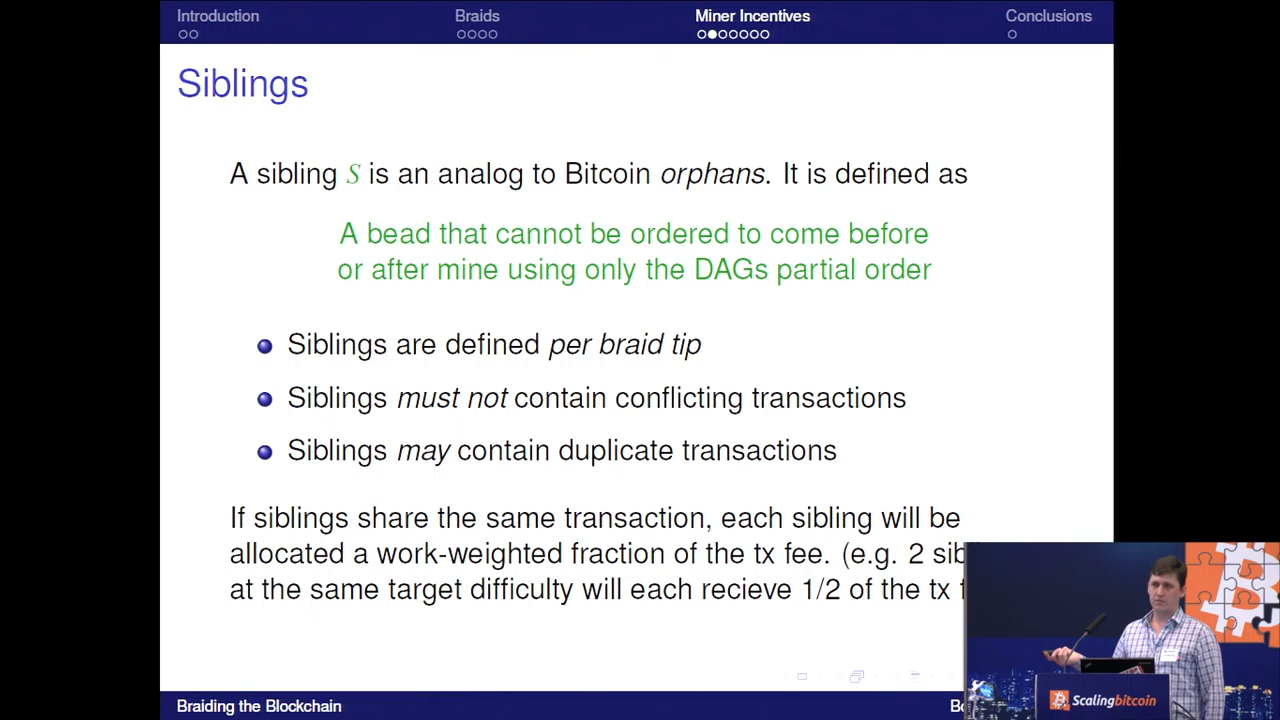 Introduction
Braids
Miner Incentives
Conclusions
Siblings
A sibling S is an analog to Bitcoin orphans. It is defined as
A bead that cannot be ordered to come before
or after mine using only the DAGs partial order
Siblings are defined per braid tip
Siblings must not contain conflicting transactions
Siblings may contain duplicate transactions
If siblings share the same transaction, each sibling will be
allocated a work-weighted fraction of the tx fee. (e.g. 2
at the same target difficulty will each recieve 1/2 of the tx
Braiding the Blockchain
Scalingbitcoin